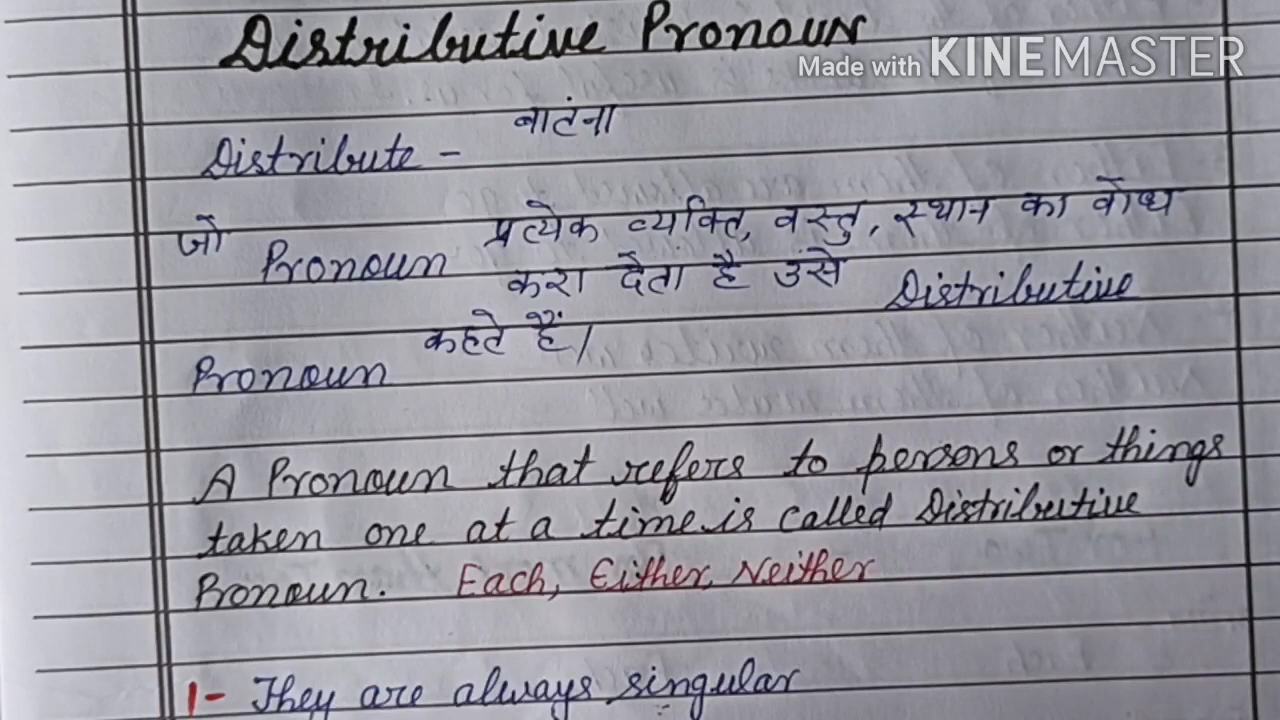 Distributive Pronoun
Made with KINEMASTER
Distribute - बाटंना
जो Pronoun प्रत्येक व्यक्ति, वस्तु, स्थान का वोध
करा देता है उसे Distributive
Pronoun कहते हैं।
A Pronoun that refers to persons or things
taken one at a time is called Distributive
Pronoun. Each, Either, Neither
1- They are always singular